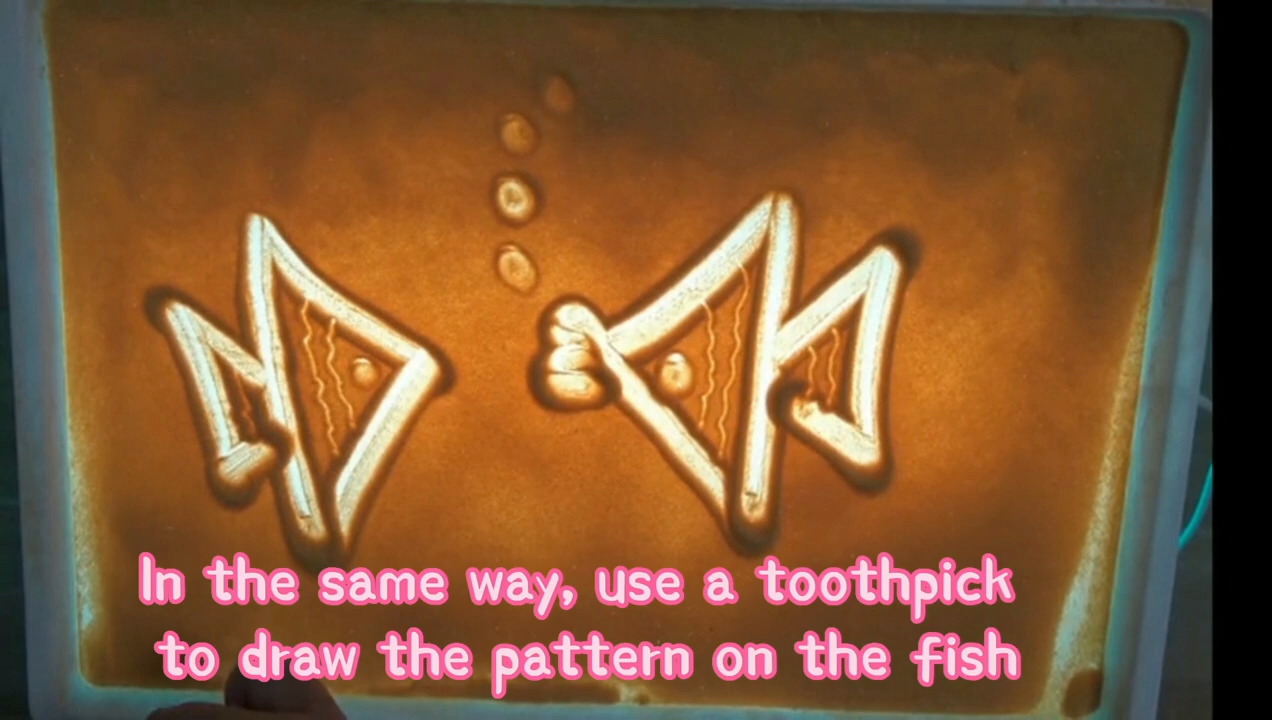 In the same way, use a toothpick
to draw the pattern on the fish